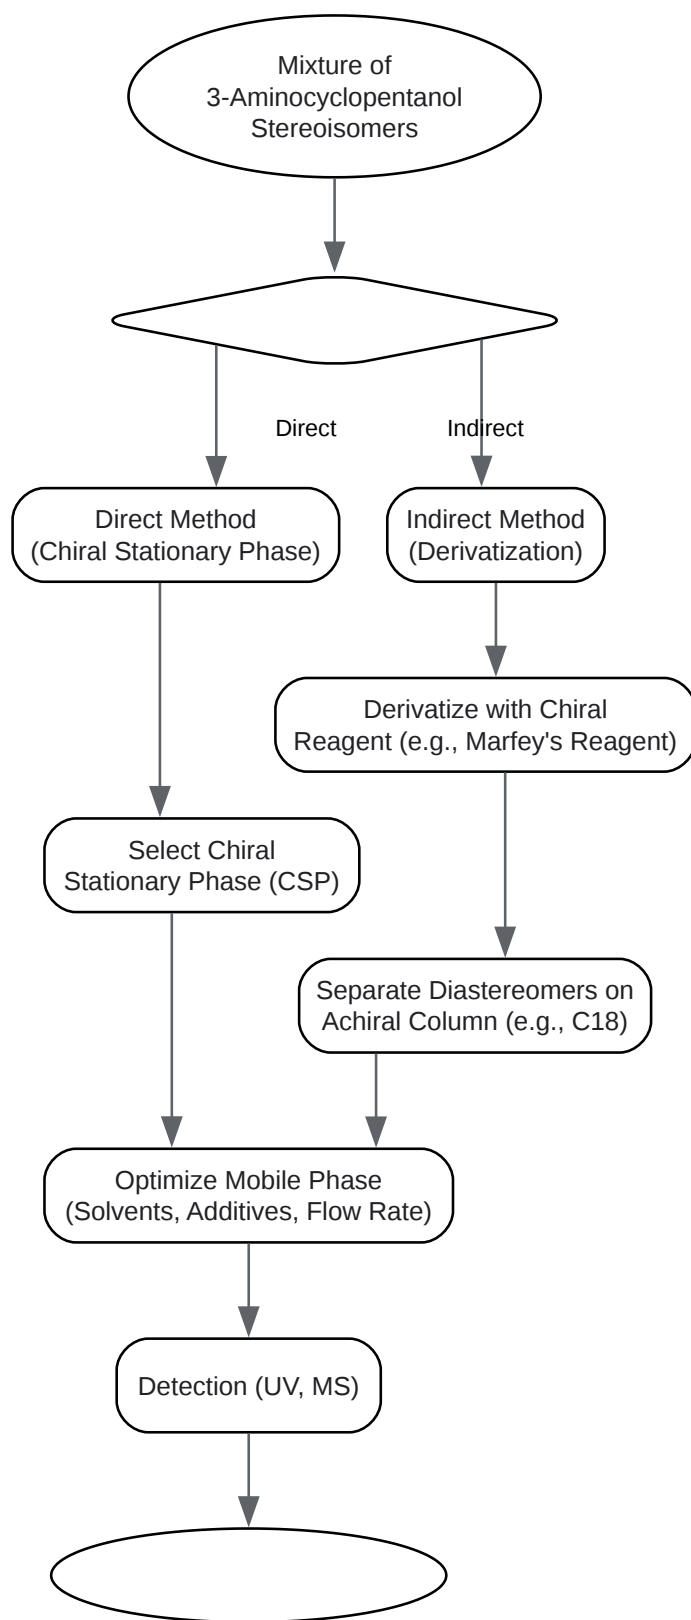 Mixture of
3-Aminocyclopentanol
Stereoisomers
Direct
Indirect
Direct Method
(Chiral Stationary Phase)
Indirect Method
(Derivatization)
Derivatize with Chiral
Reagent (e.g., Marfey's Reagent)
Select Chiral
Stationary Phase (CSP)
Separate Diastereomers on
Achiral Column (e.g., C18)
Optimize Mobile Phase
(Solvents, Additives, Flow Rate)
Detection (UV, MS)